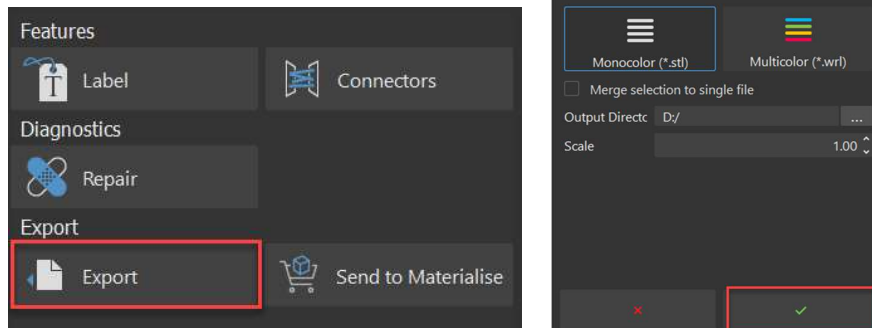 Features
Label
Connectors
Diagnostics
Repair
Export
Export
Send to Materialise
Monocolor (*.stl)
Multicolor (*.wrl)
Merge selection to single file
Output Directc D:/ ...
Scale 1.00